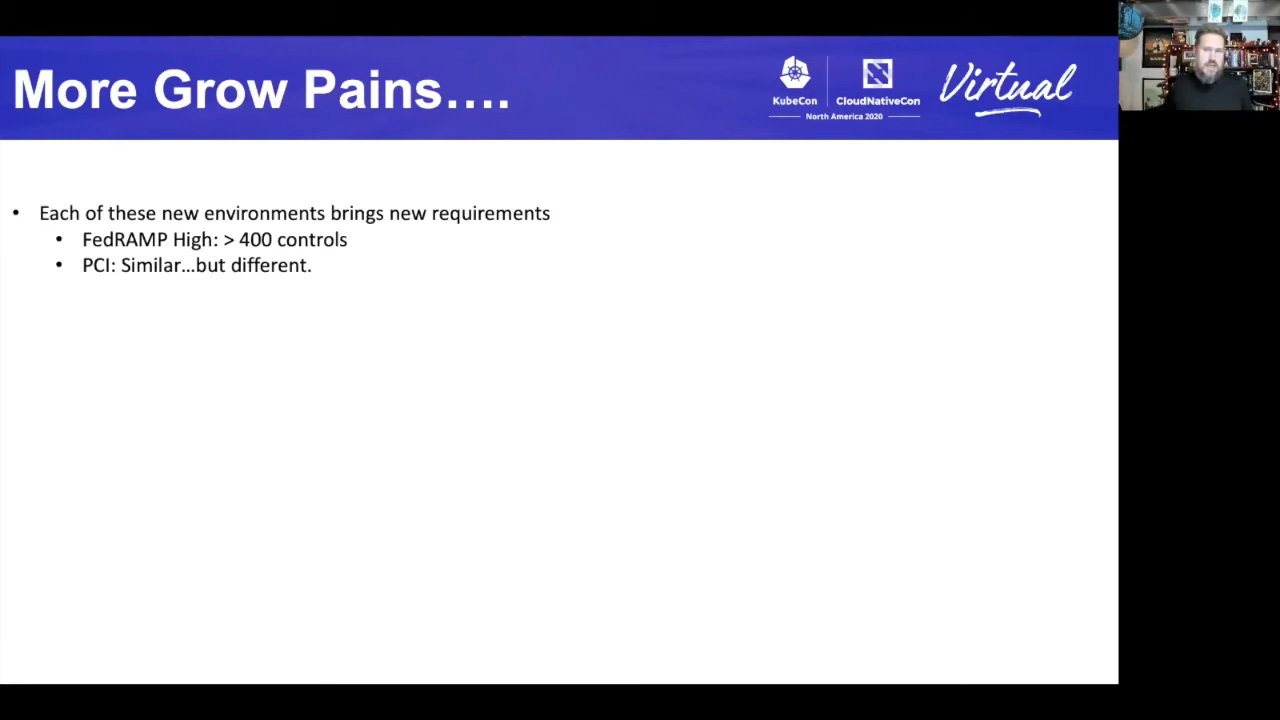 More Grow Pains....
KubeCon
CloudNativeCon
North America 2020
Virtual
• Each of these new environments brings new requirements
• FedRAMP High: > 400 controls
• PCI: Similar...but different.